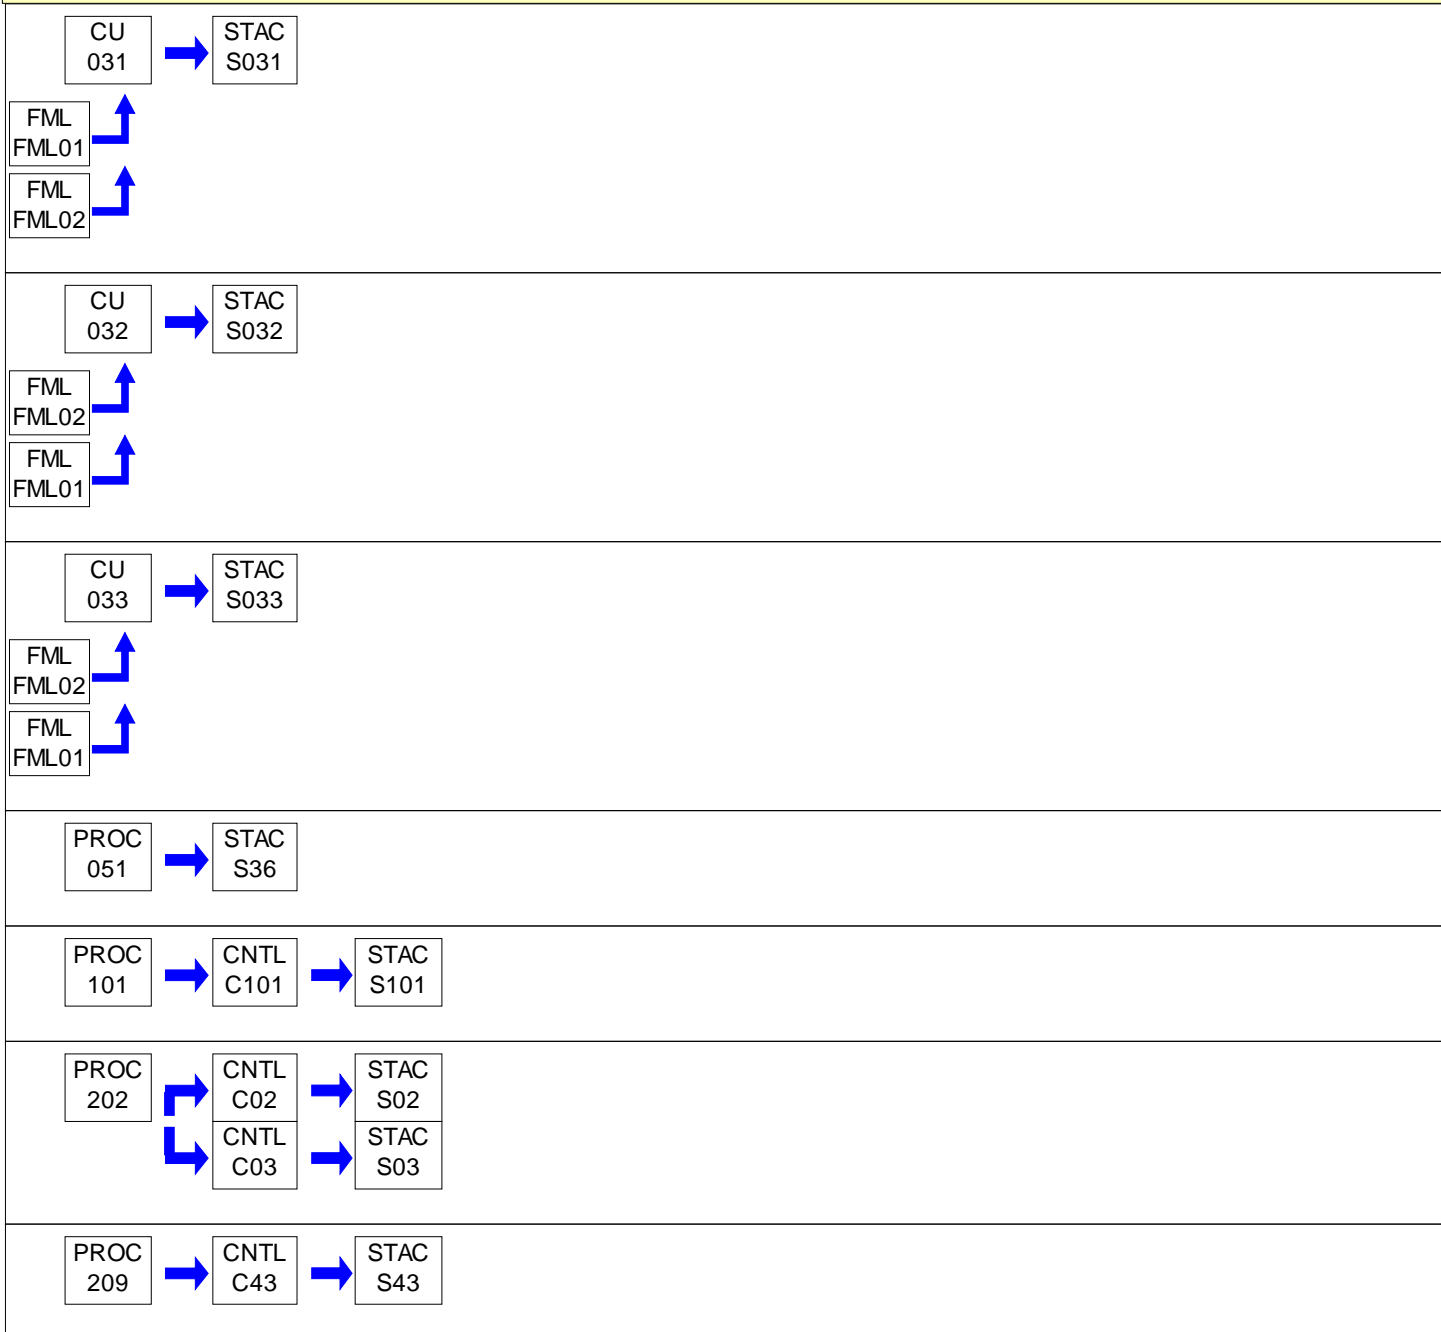 CU
031
STAC
S031
FML
FML01
FML
FML02
CU
032
STAC
S032
FML
FML02
FML
FML01
CU
033
STAC
S033
FML
FML02
FML
FML01
PROC
051
STAC
S36
PROC
101
CNTL
C101
STAC
S101
PROC
202
CNTL
C02
STAC
S02
CNTL
C03
STAC
S03
PROC
209
CNTL
C43
STAC
S43